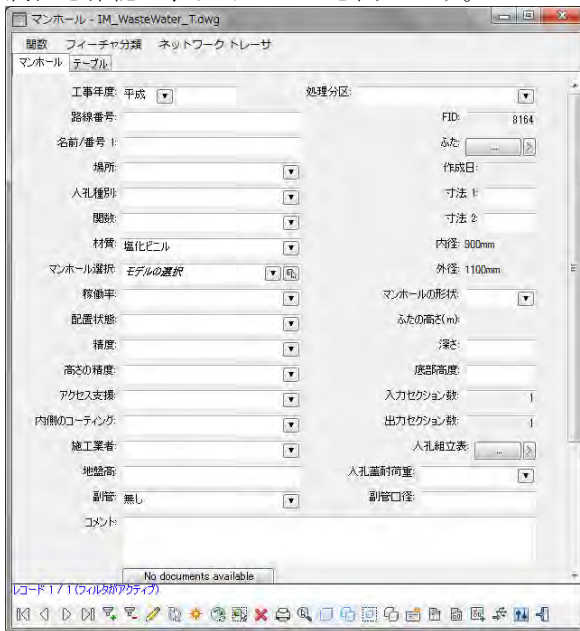 マンホール - IM_WasteWater_T.dwg
関数 フィーチャ分類 ネットワークトレーサ
マンホール テーブル
工事年度: 平成 処理分区:
路線番号: FID: 8164
名前/番号 1: ふた: ...
場所: 作成日:
人孔種別: 寸法 1:
関数: 寸法 2:
材質: 塩化ビニル 内径: 900mm
マンホール選択: モデルの選択 外径: 1100mm
稼働率: マンホールの形状:
配置状態: ふたの高さ(m):
精度: 深さ:
高さの精度: 底部高度:
アクセス支援: 入力セクション数: 1
内側のコーティング: 出力セクション数: 1
施工業者: 人孔組立表: ...
地盤高: 人孔蓋耐荷重:
副管: 無し 副管口径:
コメント:
No documents available
レコード 1 / 1 (フィルタがアクティブ)